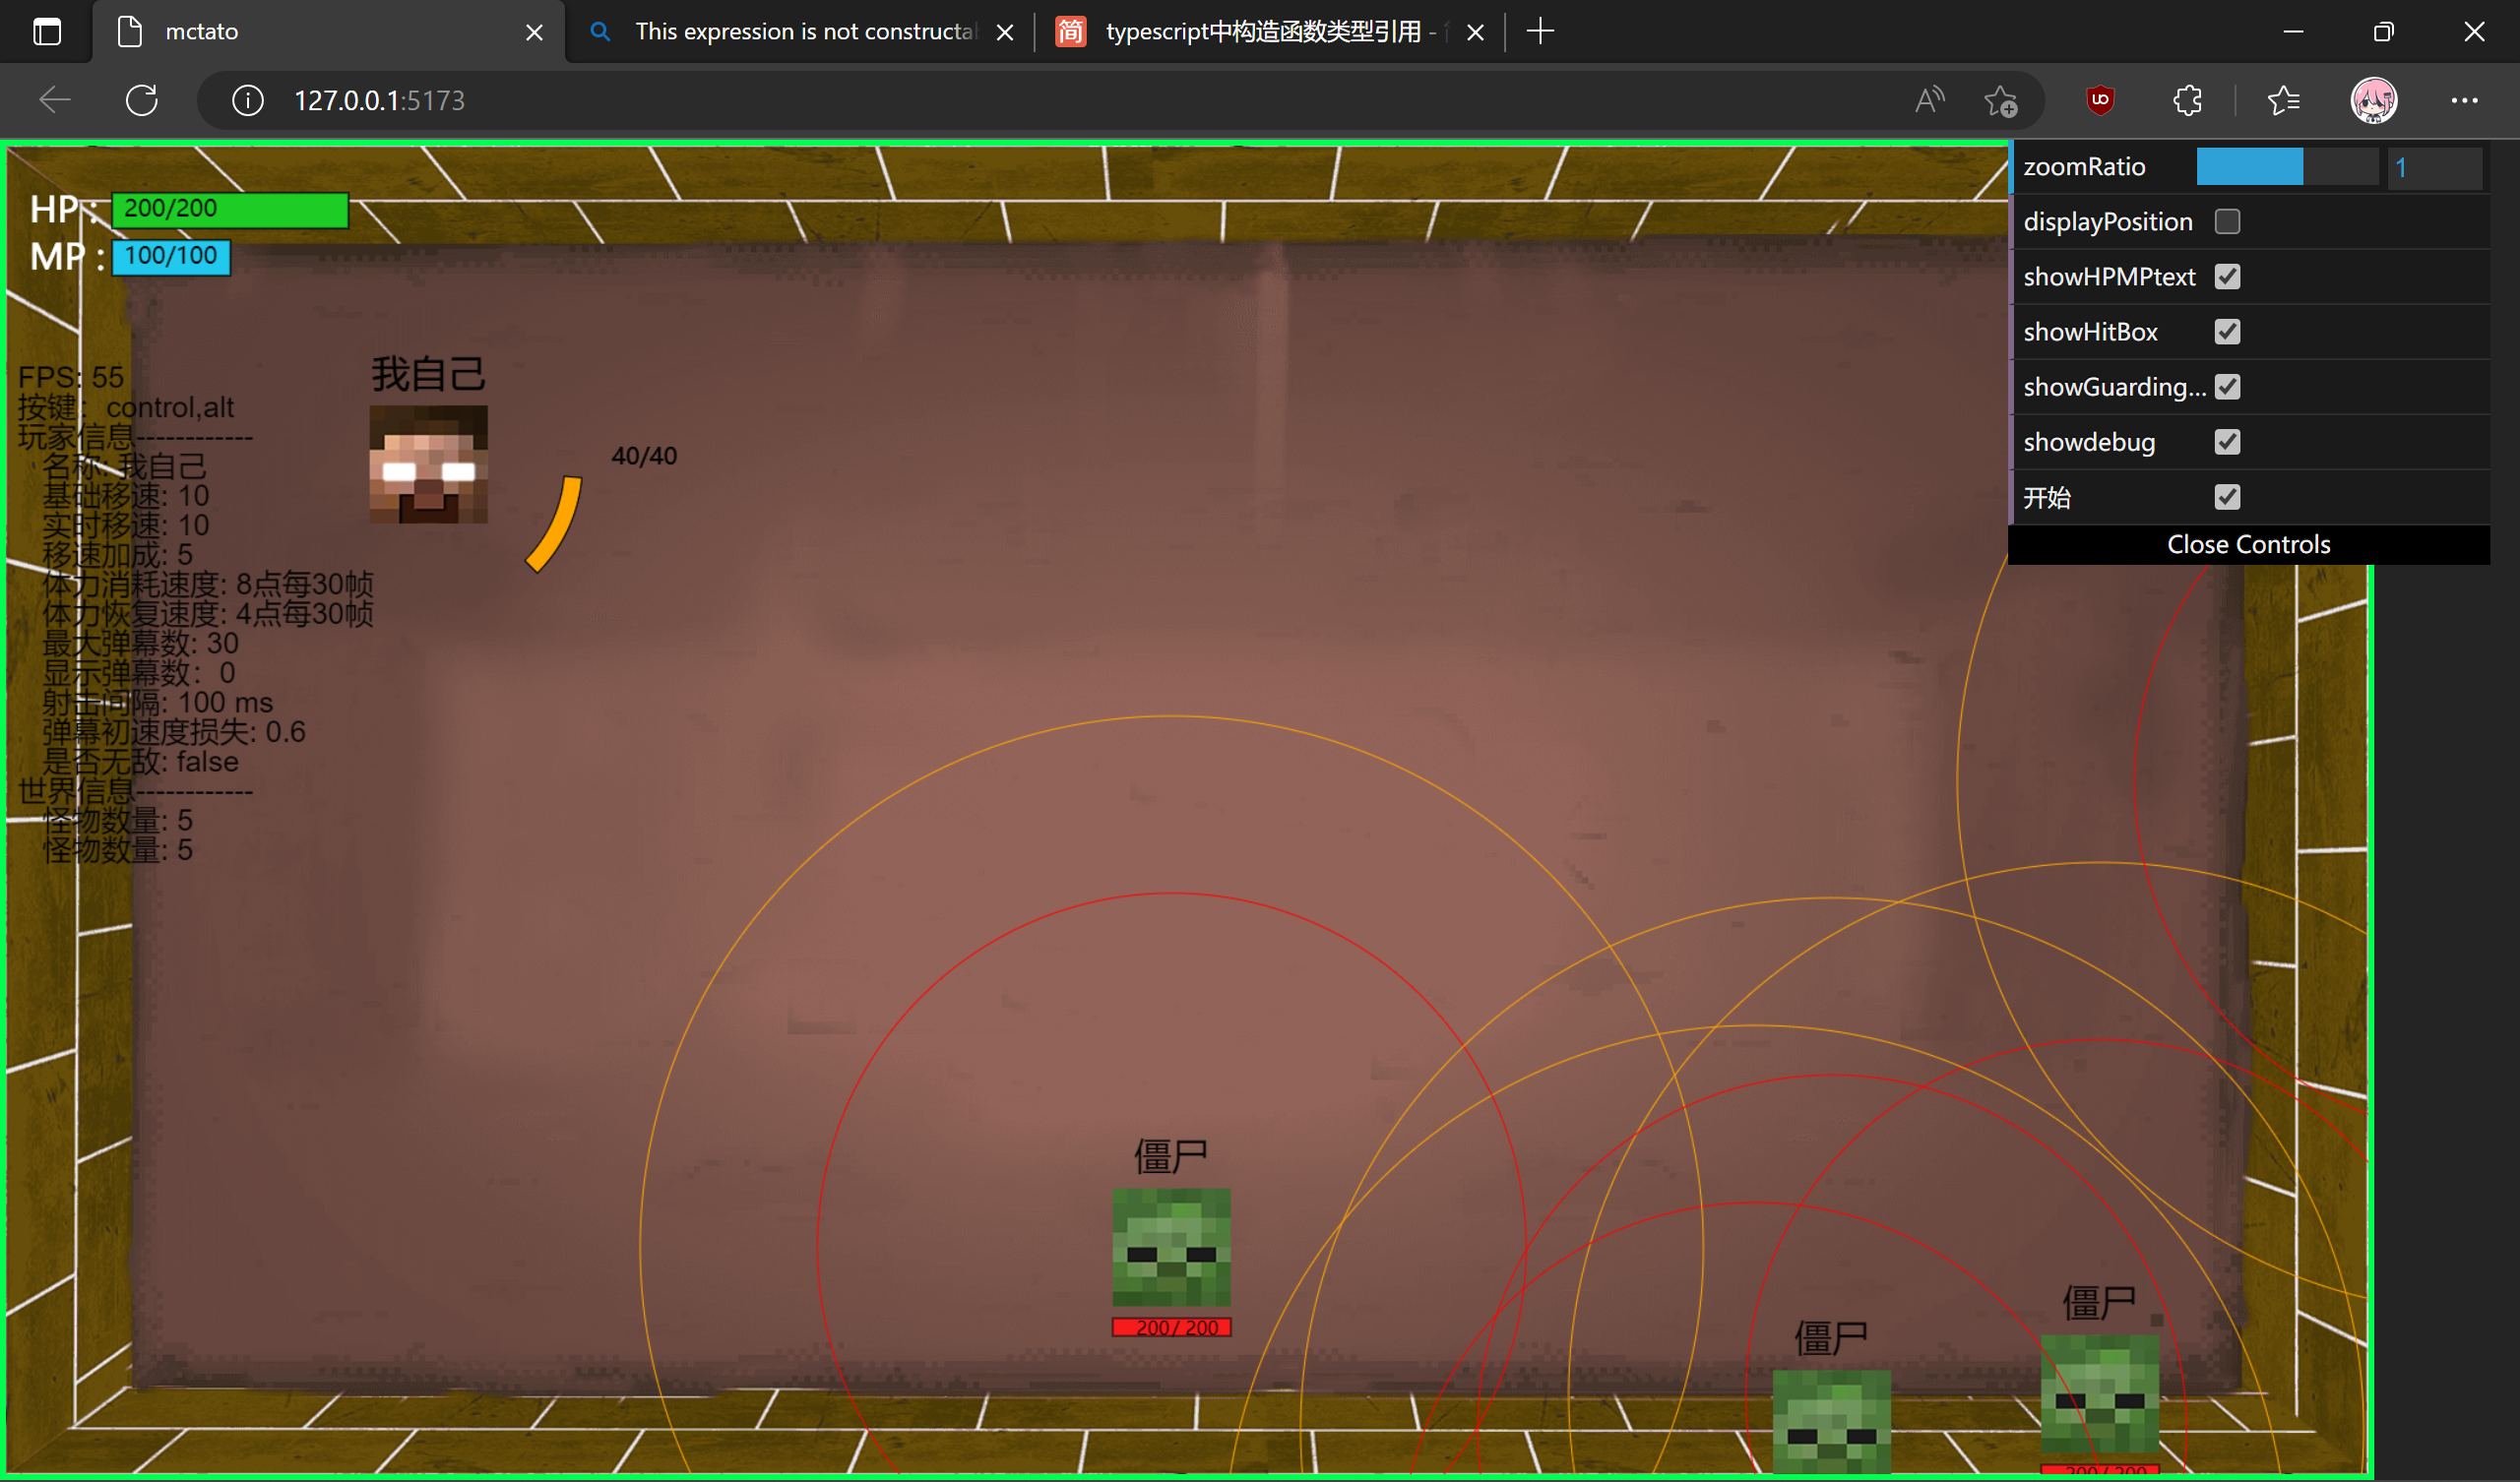 mctato
This expression is not constructa
简
typescript中构造函数类型引用 -
127.0.0.1:5173
HP : 200/200
MP : 100/100
zoomRatio 1
displayPosition
showHPMPtext
showHitBox
showGuarding...
showdebug
开始
Close Controls
FPS: 55
按键： control,alt
玩家信息------------
名称: 我自己
基础移速: 10
实时移速: 10
移速加成: 5
体力消耗速度: 8点每30帧
体力恢复速度: 4点每30帧
最大弹幕数: 30
显示弹幕数： 0
射击间隔: 100 ms
弹幕初速度损失: 0.6
是否无敌: false
世界信息------------
怪物数量: 5
怪物数量: 5
我自己
40/40
僵尸
200/ 200
僵尸
僵尸
200/ 200